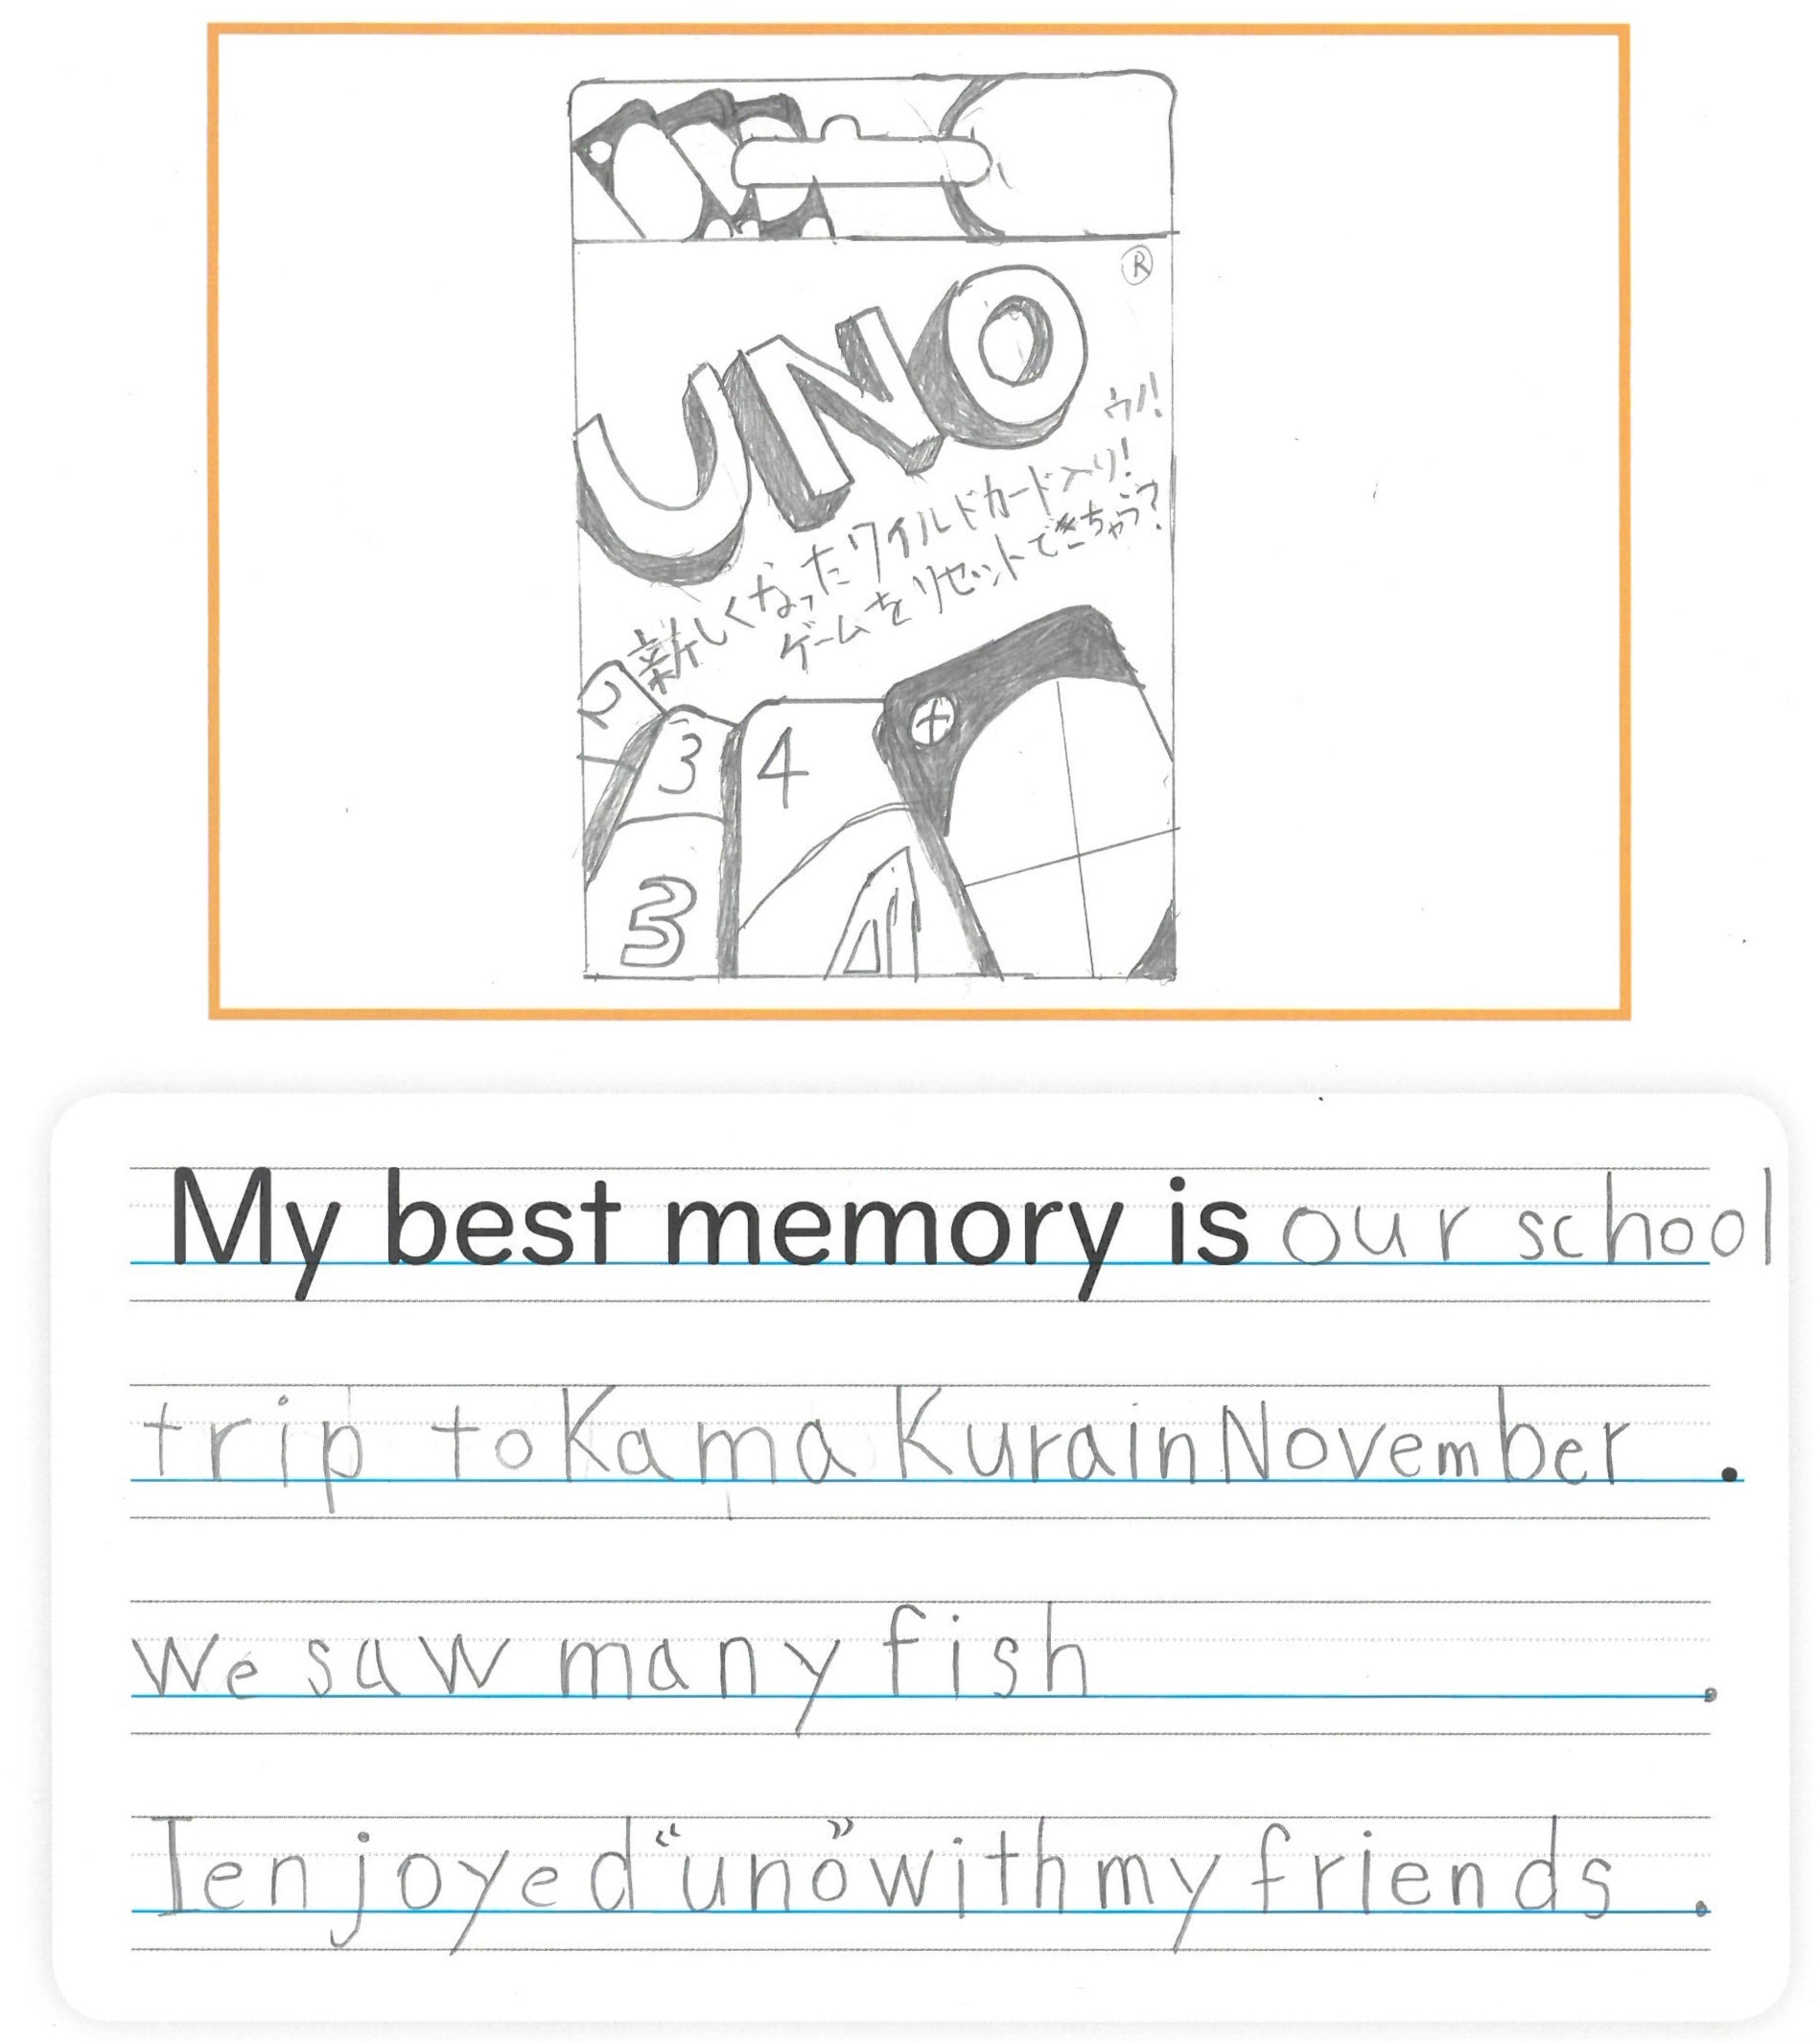 ®
UNO
ウノ!
新しくなったワイルドカード入り!
ゲームをリセットできちゃう?
2
3
4
3
4
My best memory is our school
trip to KamaKura in November.
We saw many fish.
I enjoyed "uno" with my friends.